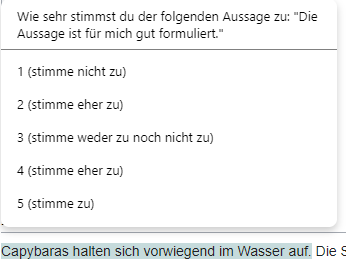 Wie sehr stimmst du der folgenden Aussage zu: "Die
Aussage ist für mich gut formuliert."
1 (stimme nicht zu)
2 (stimme eher zu)
3 (stimme weder zu noch nicht zu)
4 (stimme eher zu)
5 (stimme zu)
Capybaras halten sich vorwiegend im Wasser auf. Die